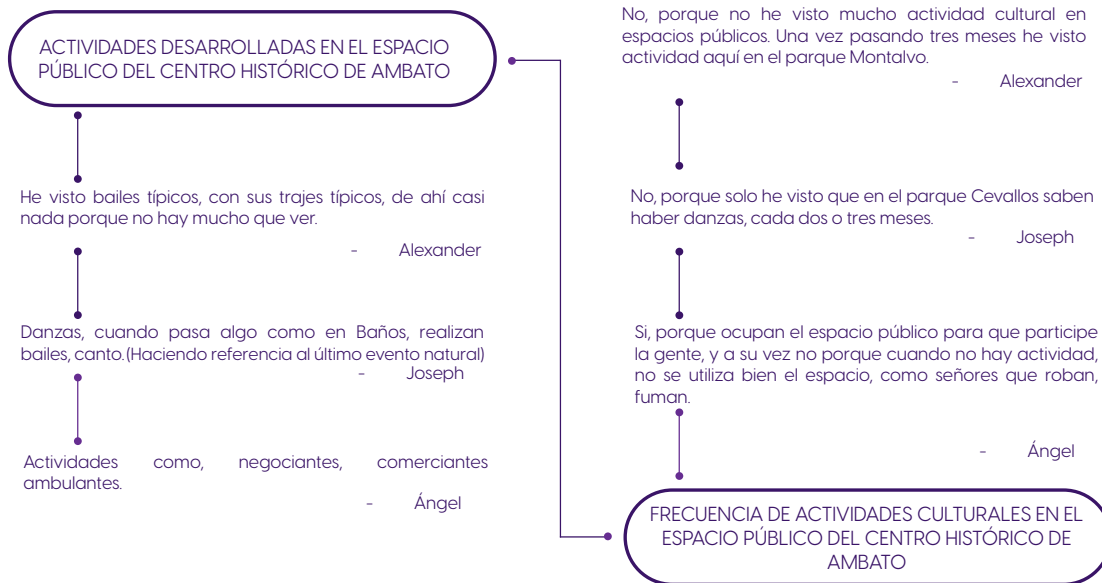 ACTIVIDADES DESARROLLADAS EN EL ESPACIO
PÚBLICO DEL CENTRO HISTÓRICO DE AMBATO
He visto bailes típicos, con sus trajes típicos, de ahí casi
nada porque no hay mucho que ver.
- Alexander
Danzas, cuando pasa algo como en Baños, realizan
bailes, canto.(Haciendo referencia al último evento natural)
- Joseph
Actividades como, negociantes, comerciantes
ambulantes.
- Ángel
No, porque no he visto mucho actividad cultural en
espacios públicos. Una vez pasando tres meses he visto
actividad aquí en el parque Montalvo.
- Alexander
No, porque solo he visto que en el parque Cevallos saben
haber danzas, cada dos o tres meses.
- Joseph
Si, porque ocupan el espacio público para que participe
la gente, y a su vez no porque cuando no hay actividad,
no se utiliza bien el espacio, como señores que roban,
fuman.
- Ángel
FRECUENCIA DE ACTIVIDADES CULTURALES EN EL
ESPACIO PÚBLICO DEL CENTRO HISTÓRICO DE
AMBATO